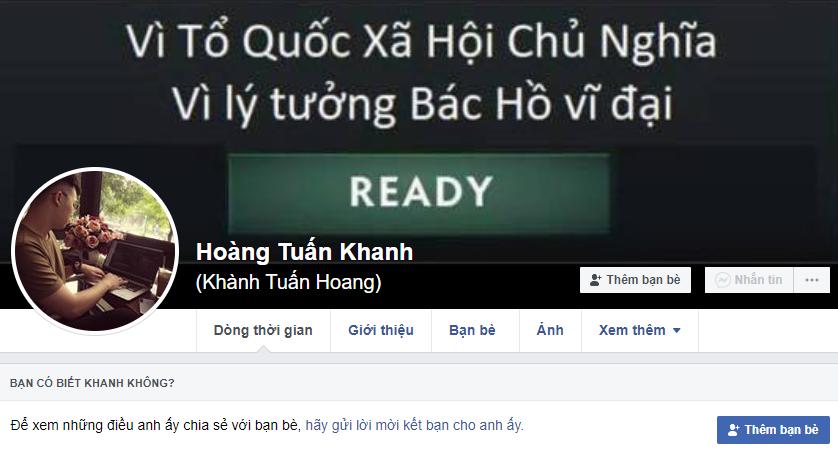 Vì Tổ Quốc Xã Hội Chủ Nghĩa
Vì lý tưởng Bác Hồ vĩ đại
READY
Hoàng Tuấn Khanh
(Khành Tuấn Hoang)
Thêm bạn bè
Nhắn tin
Dòng thời gian
Giới thiệu
Bạn bè
Ảnh
Xem thêm
BẠN CÓ BIẾT KHANH KHÔNG?
Để xem những điều anh ấy chia sẻ với bạn bè, hãy gửi lời mời kết bạn cho anh ấy.
Thêm bạn bè